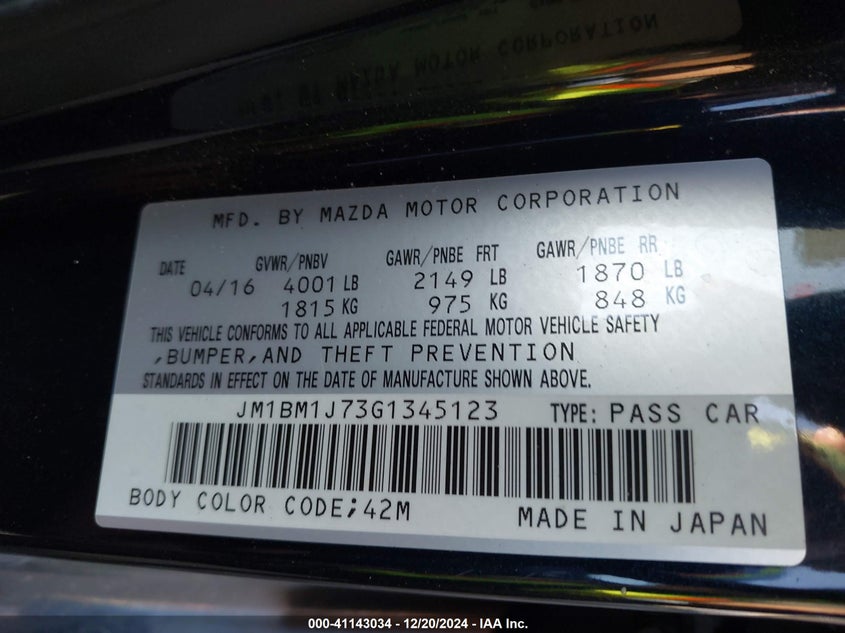 MFD. BY MAZDA MOTOR CORPORATION
DATE GVWR/PNBV GAWR/PNBE FRT GAWR/PNBE RR
04/16 4001 LB 2149 LB 1870 LB
1815 KG 975 KG 848 KG
THIS VEHICLE CONFORMS TO ALL APPLICABLE FEDERAL MOTOR VEHICLE SAFETY
,BUMPER,AND THEFT PREVENTION
STANDARDS IN EFFECT ON THE DATE OF MANUFACTURE SHOWN ABOVE.
JM1BM1J73G1345123 TYPE: PASS CAR
BODY COLOR CODE;42M
MADE IN JAPAN
000-41143034 - 12/20/2024 - IAA Inc.